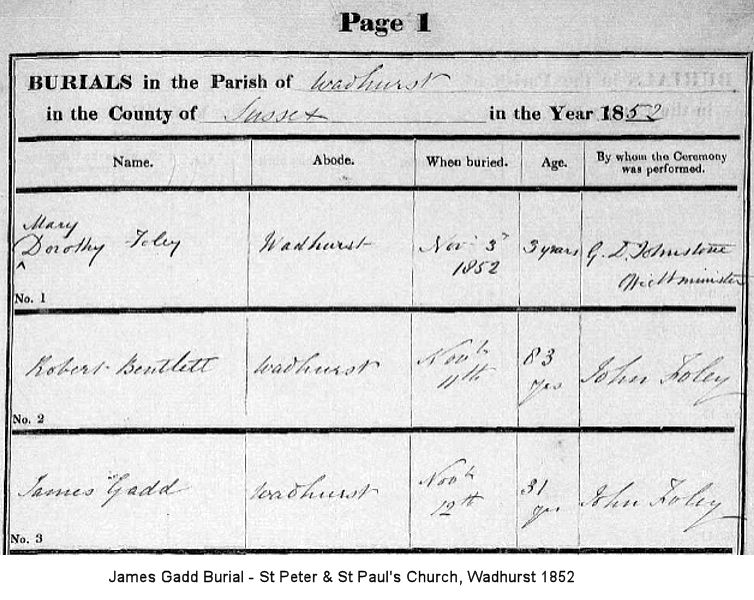 Page 1
BURIALS in the Parish of Wadhurst
in the County of Sussex in the Year 1852
Name. Abode. When buried. Age. By whom the Ceremony was performed.
Mary
^ Dorothy Foley Wadhurst Novr 3rd 3 years G. D. Johnstone
1852
No. 1
Robert Bentlett Wadhurst Novbr 83 John Foley
11th yrs
No. 2
James Gadd Wadhurst Novbr 31 John Foley
12th yrs
No. 3
James Gadd Burial - St Peter & St Paul's Church, Wadhurst 1852